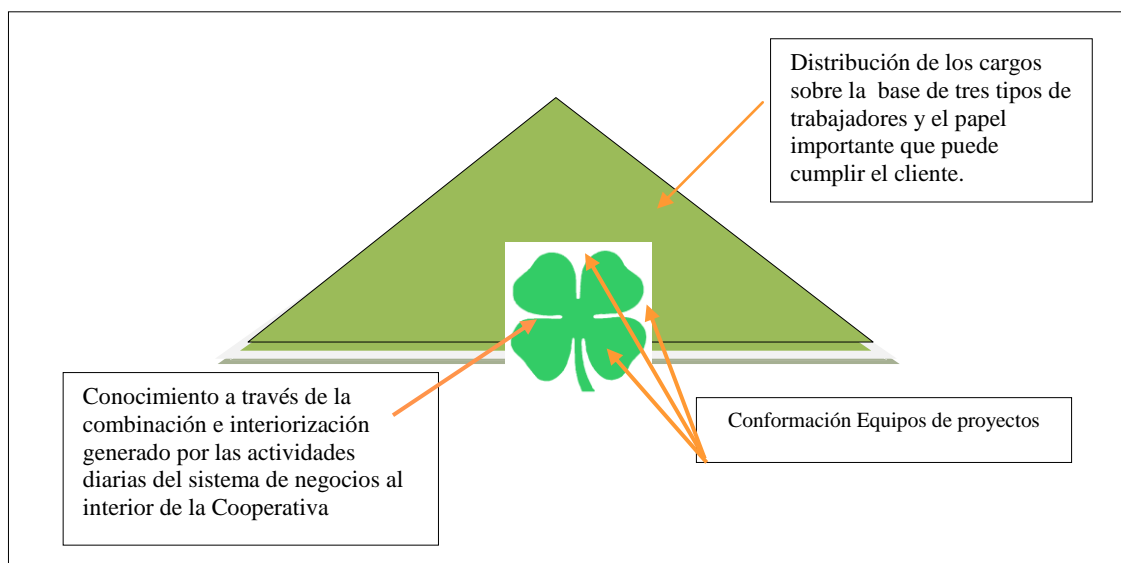 Distribución de los cargos
sobre la base de tres tipos de
trabajadores y el papel
importante que puede
cumplir el cliente.
Conocimiento a través de la
combinación e interiorización
generado por las actividades
diarias del sistema de negocios al
interior de la Cooperativa
Conformación Equipos de proyectos